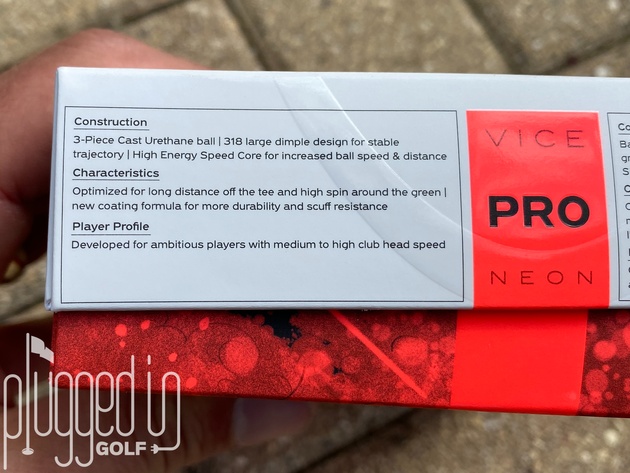 Construction
3-Piece Cast Urethane ball | 318 large dimple design for stable
trajectory | High Energy Speed Core for increased ball speed & distance
Characteristics
Optimized for long distance off the tee and high spin around the green |
new coating formula for more durability and scuff resistance
Player Profile
Developed for ambitious players with medium to high club head speed
VICE
PRO
NEON
plugged in
GOLF